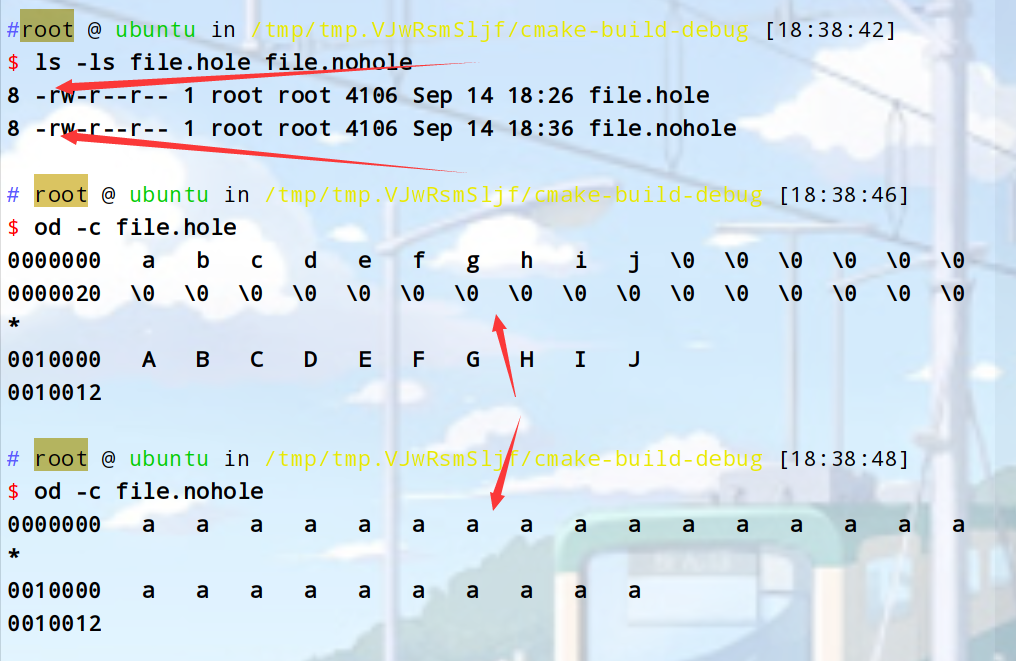 #root @ ubuntu in /tmp/tmp.VJwRsmSljf/cmake-build-debug [18:38:42]
$ ls -ls file.hole file.nohole
8 -rw-r--r-- 1 root root 4106 Sep 14 18:26 file.hole
8 -rw-r--r-- 1 root root 4106 Sep 14 18:36 file.nohole
# root @ ubuntu in /tmp/tmp.VJwRsmSljf/cmake-build-debug [18:38:46]
$ od -c file.hole
0000000 a b c d e f g h i j \0 \0 \0 \0 \0 \0
0000020 \0 \0 \0 \0 \0 \0 \0 \0 \0 \0 \0 \0 \0 \0 \0 \0
*
0010000 A B C D E F G H I J
0010012
# root @ ubuntu in /tmp/tmp.VJwRsmSljf/cmake-build-debug [18:38:48]
$ od -c file.nohole
0000000 a a a a a a a a a a a a a a a a
*
0010000 a a a a a a a a a a
0010012